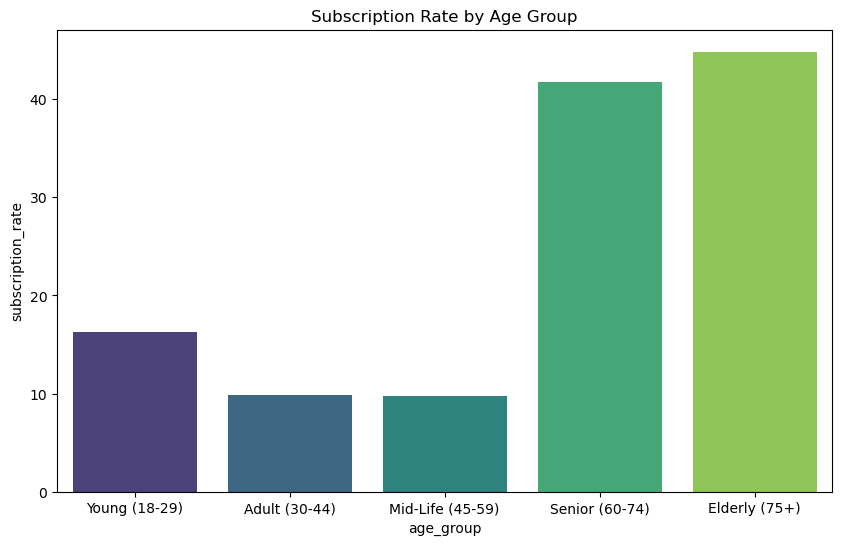 Subscription Rate by Age Group
subscription_rate
40
30
20
10
0
Young (18-29) Adult (30-44) Mid-Life (45-59) Senior (60-74) Elderly (75+)
age_group